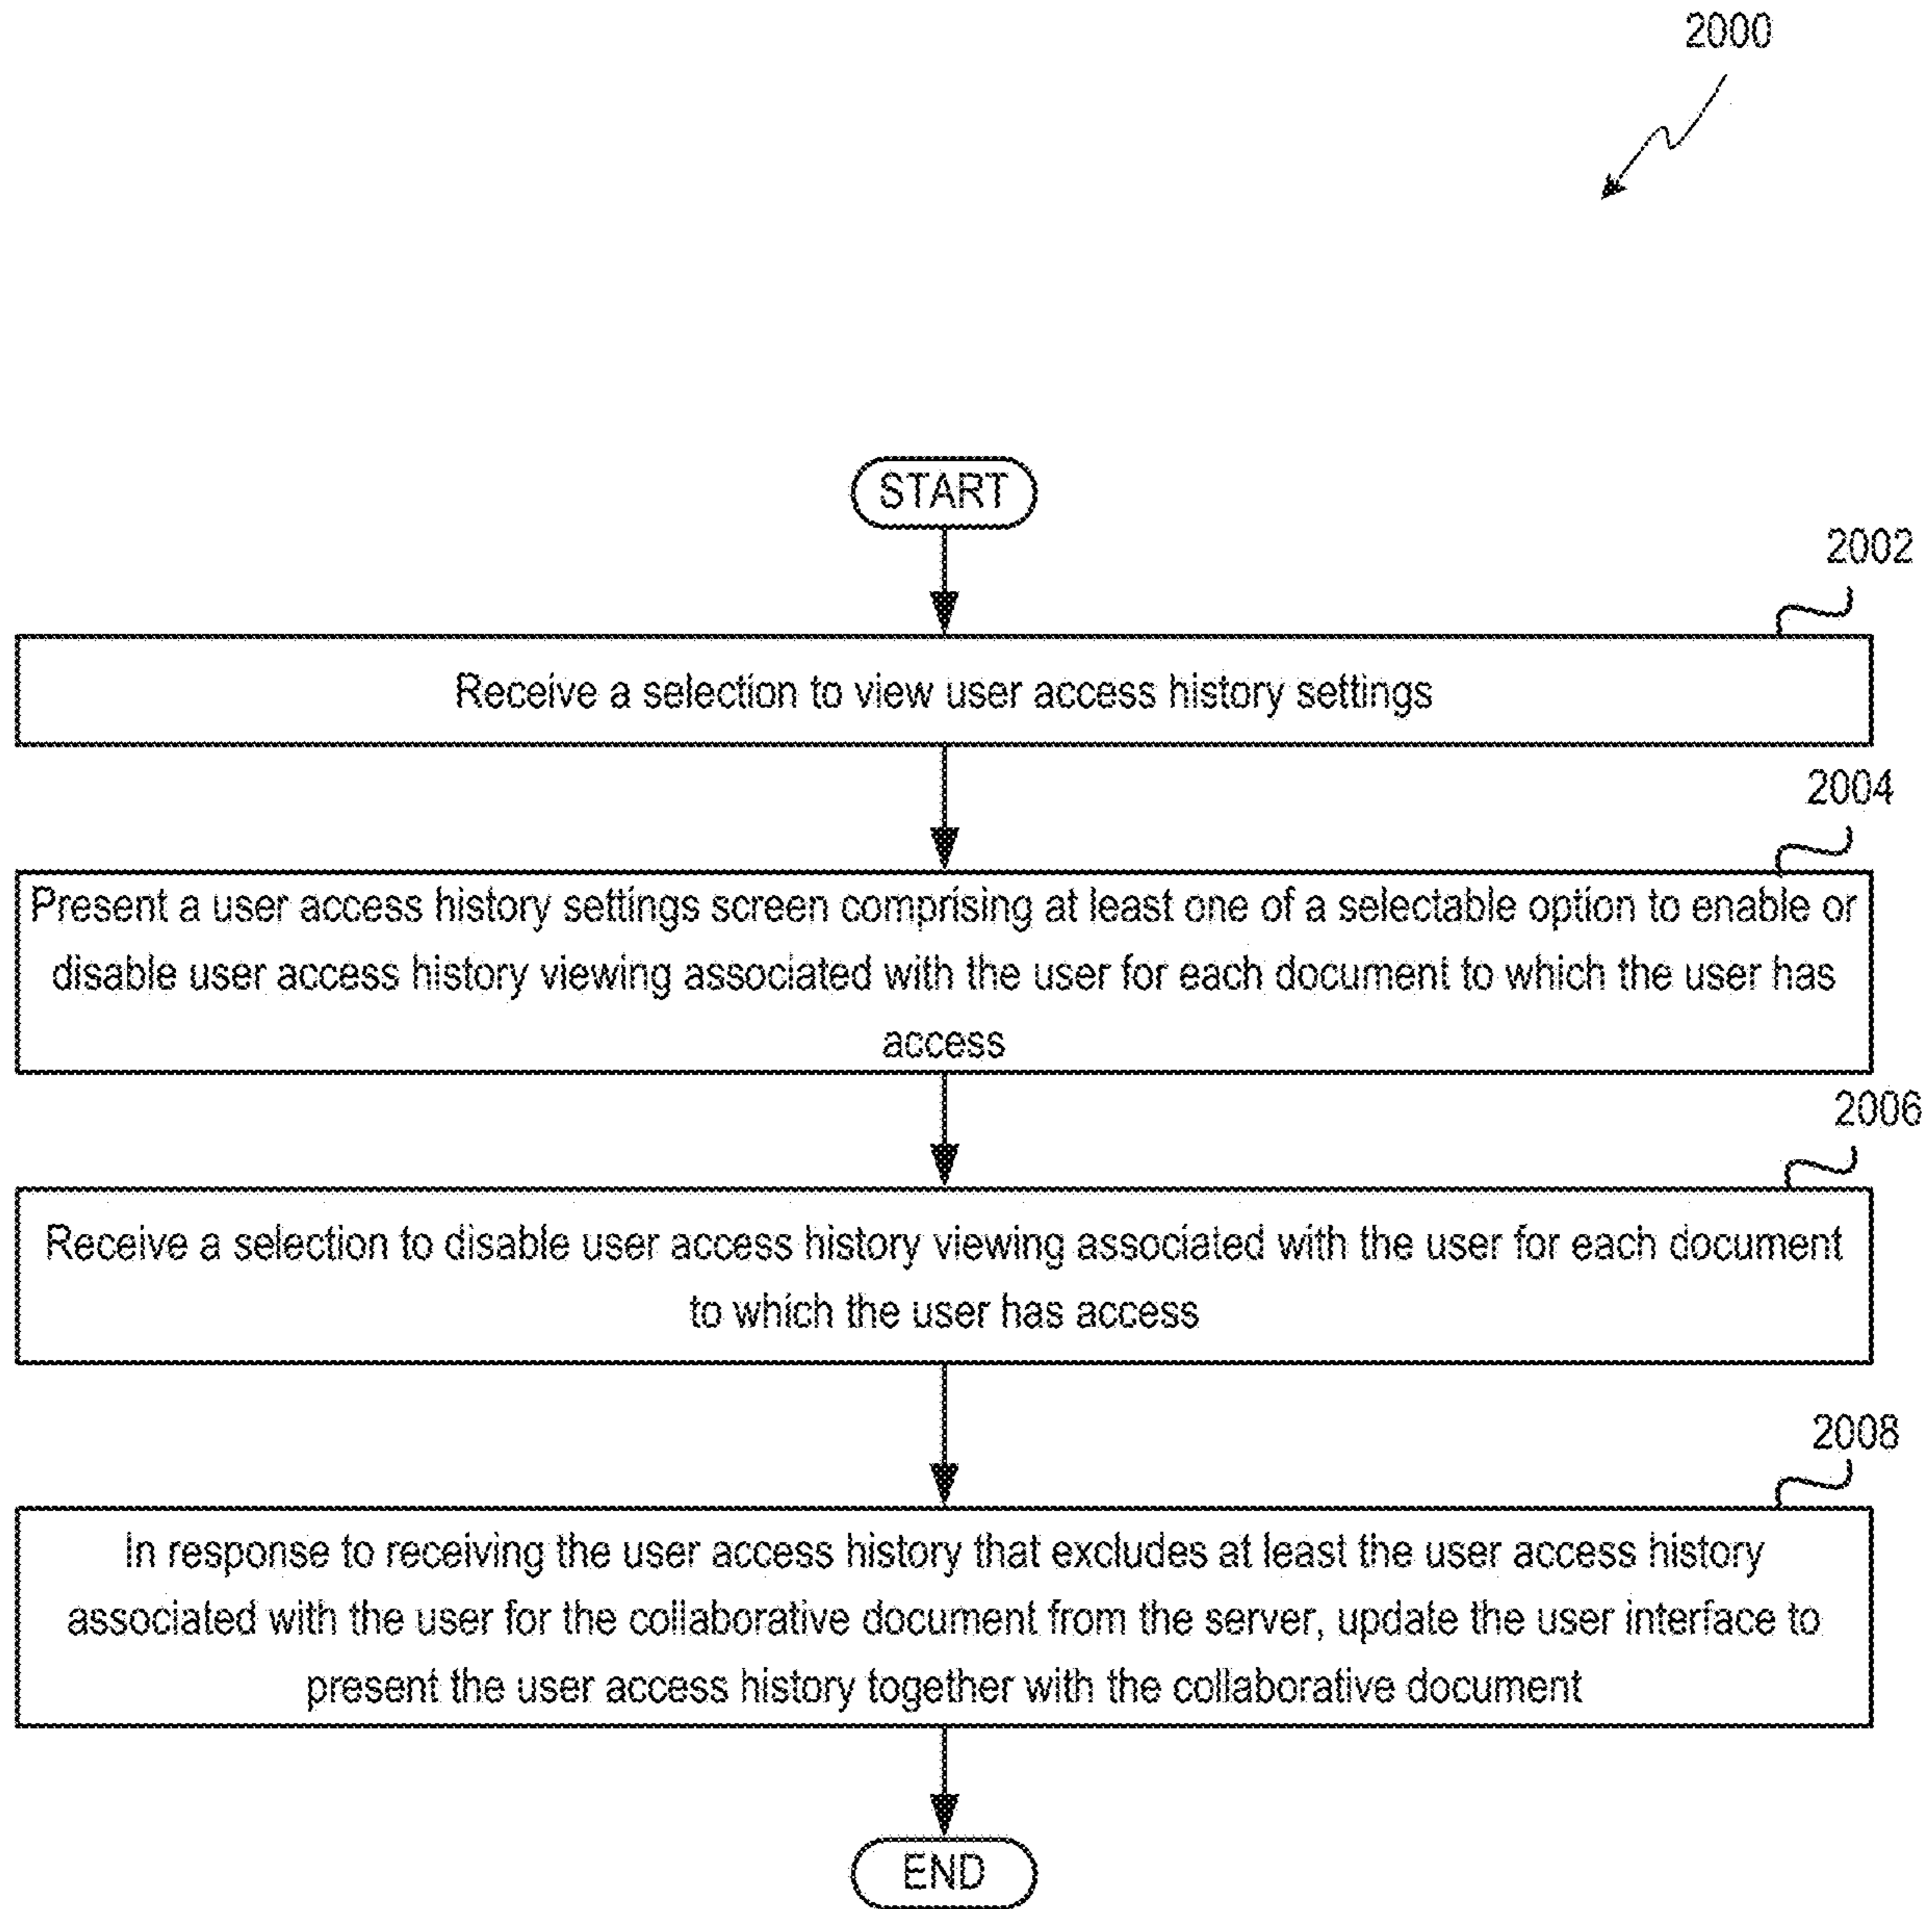 2000
START
2002
Receive a selection to view user access history settings
2004
Present a user access history settings screen comprising at least one of a selectable option to enable or
disable user access history viewing associated with the user for each document to which the user has
access
2006
Receive a selection to disable user access history viewing associated with the user for each document
to which the user has access
2008
In response to receiving the user access history that excludes at least the user access history
associated with the user for the collaborative document from the server, update the user interface to
present the user access history together with the collaborative document
END